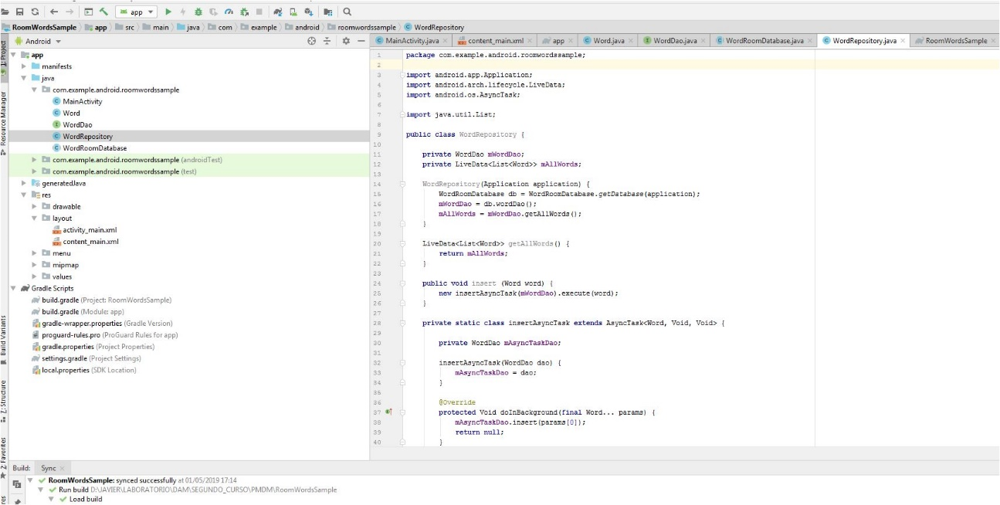 app
RoomWordsSample app src main java com example android roomwordssample WordRepository
Android
MainActivity.java content_main.xml app Word.java WordDao.java WordRoomDatabase.java WordRepository.java RoomWordsSample
1: Project
Resource Manager
Build Variants
Z: Structure
2: Favorites
app
manifests
java
com.example.android.roomwordssample
MainActivity
Word
WordDao
WordRepository
WordRoomDatabase
com.example.android.roomwordssample (androidTest)
com.example.android.roomwordssample (test)
generatedJava
res
drawable
layout
activity_main.xml
content_main.xml
menu
mipmap
values
Gradle Scripts
build.gradle (Project: RoomWordsSample)
build.gradle (Module: app)
gradle-wrapper.properties (Gradle Version)
proguard-rules.pro (ProGuard Rules for app)
gradle.properties (Project Properties)
settings.gradle (Project Settings)
local.properties (SDK Location)
1 package com.example.android.roomwordssample;
2
3 import android.app.Application;
4 import android.arch.lifecycle.LiveData;
5 import android.os.AsyncTask;
6
7 import java.util.List;
8
9 public class WordRepository {
10
11 private WordDao mWordDao;
12 private LiveData<List<Word>> mAllWords;
13
14 WordRepository(Application application) {
15 WordRoomDatabase db = WordRoomDatabase.getDatabase(application);
16 mWordDao = db.wordDao();
17 mAllWords = mWordDao.getAllWords();
18 }
19
20 LiveData<List<Word>> getAllWords() {
21 return mAllWords;
22 }
23
24 public void insert (Word word) {
25 new insertAsyncTask(mWordDao).execute(word);
26 }
27
28 private static class insertAsyncTask extends AsyncTask<Word, Void, Void> {
29
30 private WordDao mAsyncTaskDao;
31
32 insertAsyncTask(WordDao dao) {
33 mAsyncTaskDao = dao;
34 }
35
36 @Override
37 protected Void doInBackground(final Word... params) {
38 mAsyncTaskDao.insert(params[0]);
39 return null;
40 }
Build: Sync
RoomWordsSample: synced successfully at 01/05/2019 17:14
Run build D:\JAVIER\LABORATORIO\DAM\SEGUNDO_CURSO\PMDM\RoomWordsSample
Load build